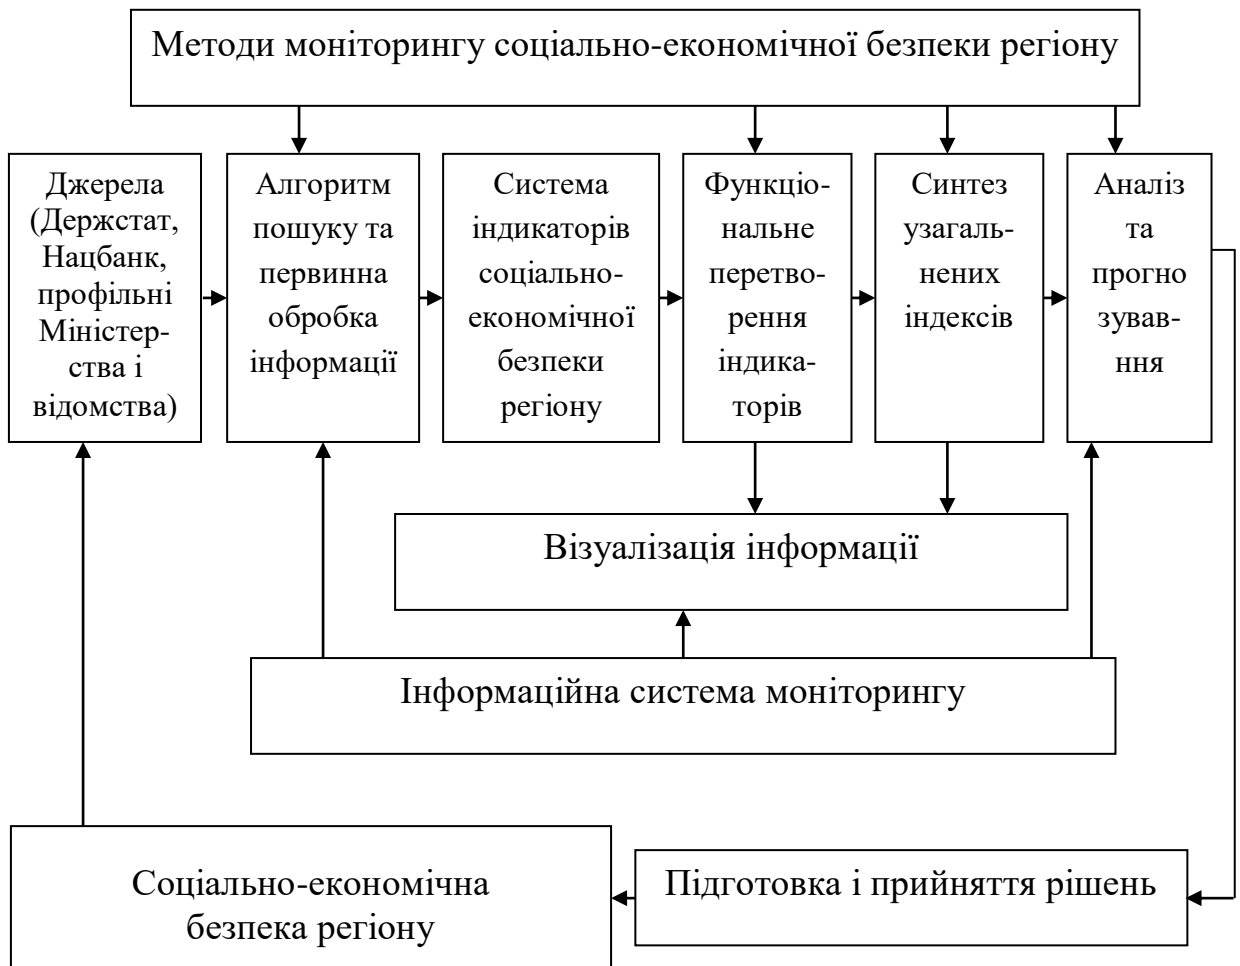 Методи моніторингу соціально-економічної безпеки регіону
Джерела
(Держстат,
Нацбанк,
профільні
Міністер-
ства і
відомства)
Алгоритм
пошуку та
первинна
обробка
інформації
Система
індикаторів
соціально-
економічної
безпеки
регіону
Функціо-
нальне
перетво-
рення
індика-
торів
Синтез
узагаль-
нених
індексів
Аналіз
та
прогно
зував-
ння
Візуалізація інформації
Інформаційна система моніторингу
Соціально-економічна
безпека регіону
Підготовка і прийняття рішень